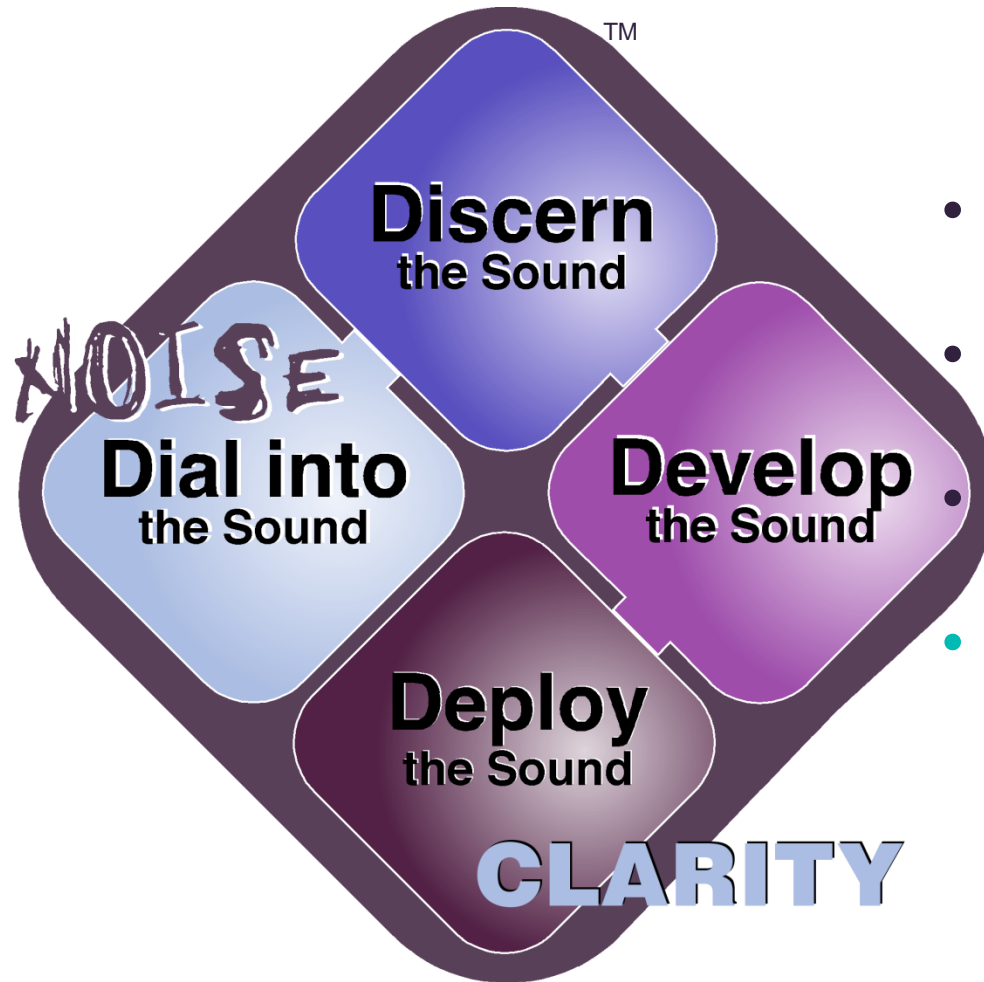 TM
Discern
the Sound
NOISE
Dial into
the Sound
Develop
the Sound
Deploy
the Sound
CLARITY